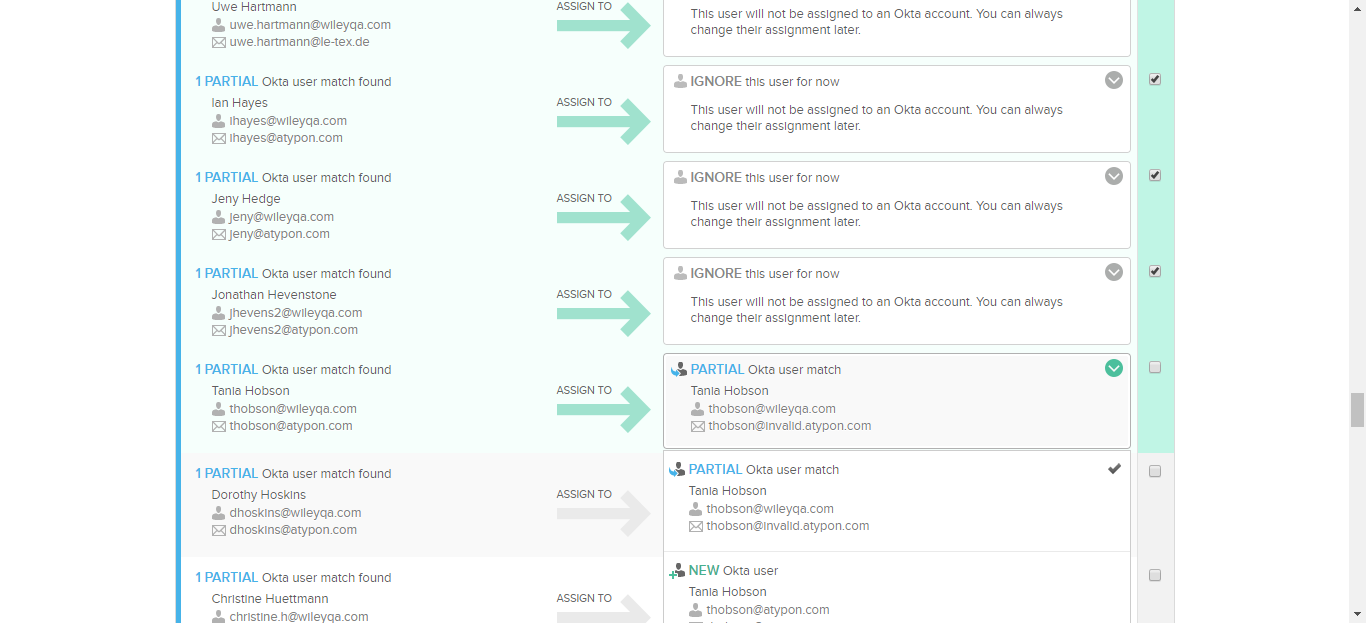 Uwe Hartmann
uwe.hartmann@wileyqa.com
uwe.hartmann@le-tex.de
ASSIGN TO
This user will not be assigned to an Okta account. You can always
change their assignment later.
1 PARTIAL Okta user match found
Ian Hayes
ihayes@wileyqa.com
ihayes@atypon.com
ASSIGN TO
IGNORE this user for now
This user will not be assigned to an Okta account. You can always
change their assignment later.
1 PARTIAL Okta user match found
Jeny Hedge
jeny@wileyqa.com
jeny@atypon.com
ASSIGN TO
IGNORE this user for now
This user will not be assigned to an Okta account. You can always
change their assignment later.
1 PARTIAL Okta user match found
Jonathan Hevenstone
jhevens2@wileyqa.com
jhevens2@atypon.com
ASSIGN TO
IGNORE this user for now
This user will not be assigned to an Okta account. You can always
change their assignment later.
1 PARTIAL Okta user match found
Tania Hobson
thobson@wileyqa.com
thobson@atypon.com
ASSIGN TO
PARTIAL Okta user match
Tania Hobson
thobson@wileyqa.com
thobson@invalid.atypon.com
1 PARTIAL Okta user match found
Dorothy Hoskins
dhoskins@wileyqa.com
dhoskins@atypon.com
ASSIGN TO
PARTIAL Okta user match
Tania Hobson
thobson@wileyqa.com
thobson@invalid.atypon.com
1 PARTIAL Okta user match found
Christine Huettmann
christine.h@wileyqa.com
ASSIGN TO
NEW Okta user
Tania Hobson
thobson@atypon.com